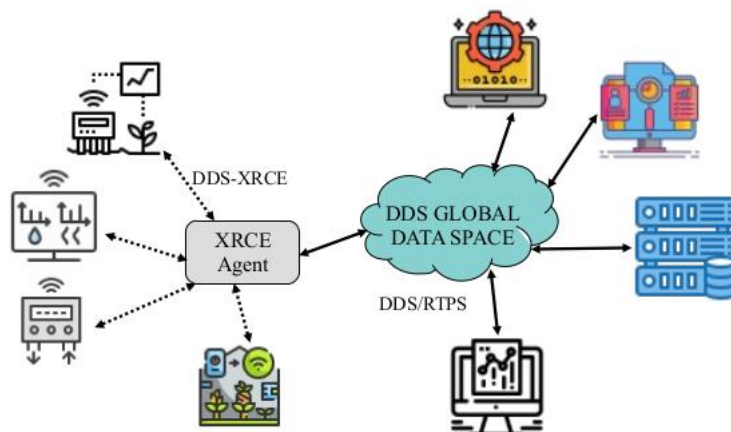 01010
DDS-XRCE
XRCE
Agent
DDS GLOBAL
DATA SPACE
DDS/RTPS